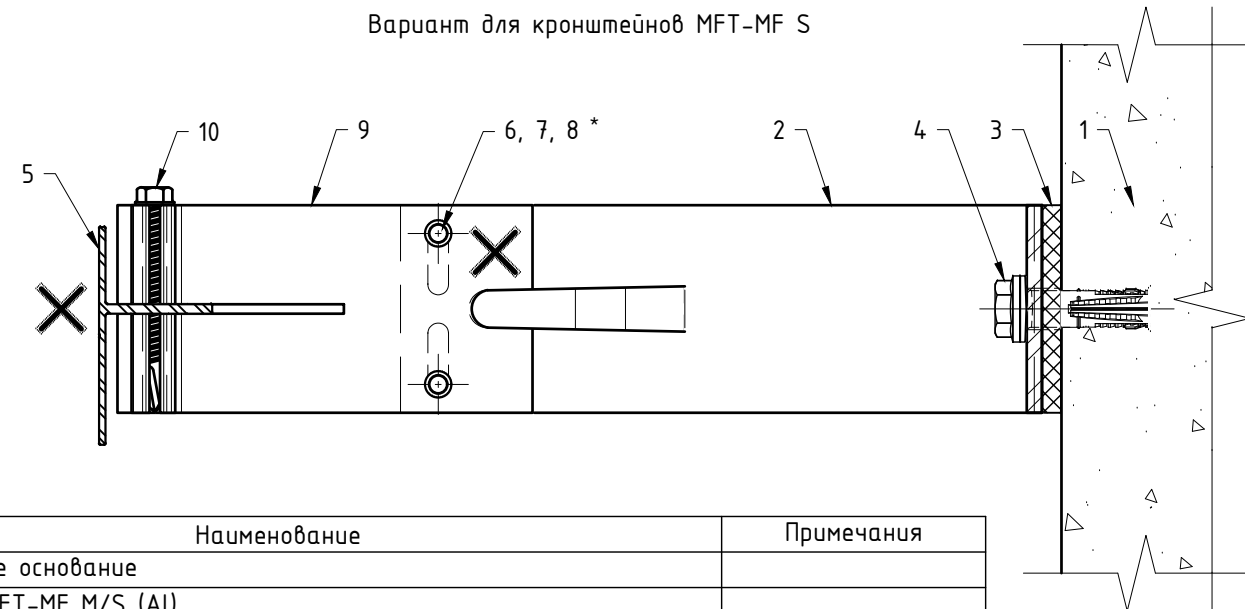 Вариант для кронштейнов MFT-MF S
10
9
6, 7, 8 *
2
4
3
1
5
Наименование
Примечания
основание
MF M/S (Al)